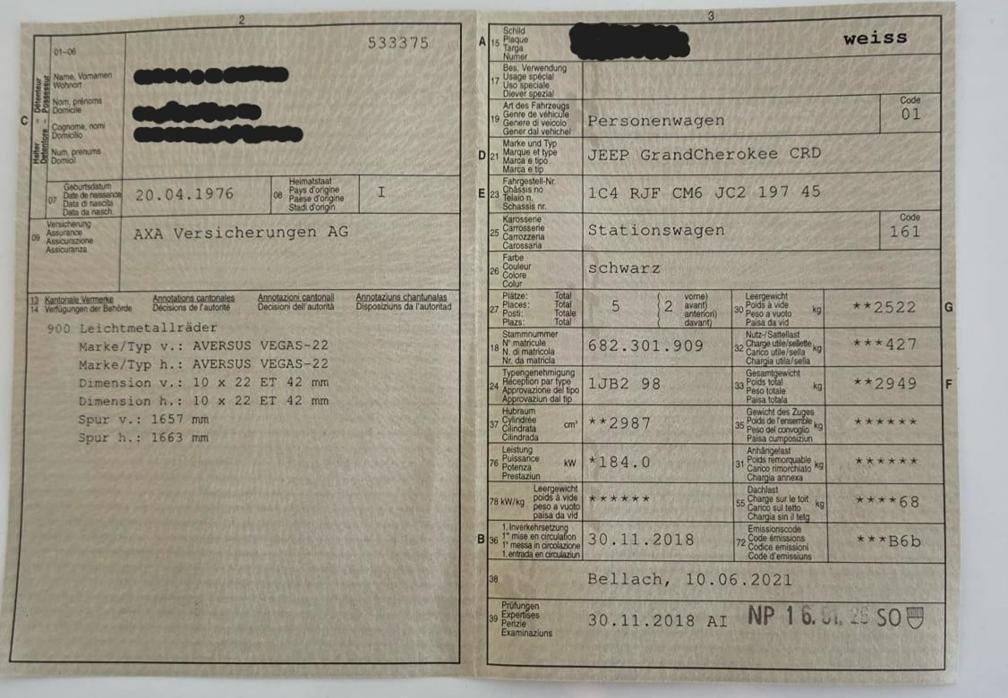 2
533375
01-06
C
Halter Détenteur
Detentore Possessur
Name, Vornamen
Wohnort
Nom, prénoms
Domicile
Cognome, nomi
Domicilio
Num, prenums
Domicil
07
Geburtsdatum
Date de naissance
Data di nascita
Data da nasch.
20.04.1976
08
Heimatstaat
Pays d'origine
Paese d'origine
Stadi d'origin
I
09
Versicherung
Assurance
Assicurazione
Assicuranza
AXA Versicherungen AG
13 Kantonale Vermerke
14 Verfügungen der Behörde
Annotations cantonales
Décisions de l'autorité
Annotazioni cantonali
Decisioni dell'autorità
Annotaziuns chantunalas
Disposiziuns da l'autoritad
900 Leichtmetallräder
Marke/Typ v.: AVERSUS VEGAS-22
Marke/Typ h.: AVERSUS VEGAS-22
Dimension v.: 10 x 22 ET 42 mm
Dimension h.: 10 x 22 ET 42 mm
Spur v.: 1657 mm
Spur h.: 1663 mm
3
A 15
Schild
Plaque
Targa
Numer
weiss
17
Bes. Verwendung
Usage spécial
Uso speciale
Diever spezial
19
Art des Fahrzeugs
Genre de véhicule
Genere di veicolo
Gener dal vehichel
Personenwagen
Code
01
D 21
Marke und Typ
Marque et type
Marca e tipo
Marca e tip
JEEP GrandCherokee CRD
E 23
Fahrgestell-Nr.
Châssis no
Telaio n.
Schassis nr.
1C4 RJF CM6 JC2 197 45
25
Karosserie
Carrosserie
Carrozzeria
Carossaria
Stationswagen
Code
161
26
Farbe
Couleur
Colore
Colur
schwarz
27
Plätze: Total
Places: Total
Posti: Totale
Plazs: Total
5 { 2
vorne)
avant)
anteriori)
davant)
30
Leergewicht
Poids à vide
Peso a vuoto
Paisa da vid
kg
**2522
G
18
Stammnummer
N° matricule
N. di matricola
Nr. da matricla
682.301.909
32
Nutz-/Sattellast
Charge utile/sellette
Carico utile/sella
Chargia utila/sella
kg
***427
24
Typengenehmigung
Réception par type
Approvazione del tipo
Approvaziun dal tip
1JB2 98
33
Gesamtgewicht
Poids total
Peso totale
Paisa totala
kg
**2949
F
37
Hubraum
Cylindrée
Cilindrata
Cilindrada
cm³
**2987
35
Gewicht des Zuges
Poids de l'ensemble
Peso del convoglio
Paisa cumposiziun
kg
******
76
Leistung
Puissance
Potenza
Prestaziun
kW
*184.0
31
Anhängelast
Poids remorquable
Carico rimorchiato
Chargia annexa
kg
******
78 kW/kg
Leergewicht
poids à vide
peso a vuoto
paisa da vid
******
55
Dachlast
Charge sur le toit
Carico sul tetto
Chargia sin il tetg
kg
****68
B 36
1. Inverkehrsetzung
1re mise en circulation
1a messa in circolazione
1. entrada en circulaziun
30.11.2018
72
Emissionscode
Code émissions
Codice emissioni
Code d'emissiuns
***B6b
38
Bellach, 10.06.2021
39
Prüfungen
Expertises
Perizie
Examinaziuns
30.11.2018 AI NP 16. SO